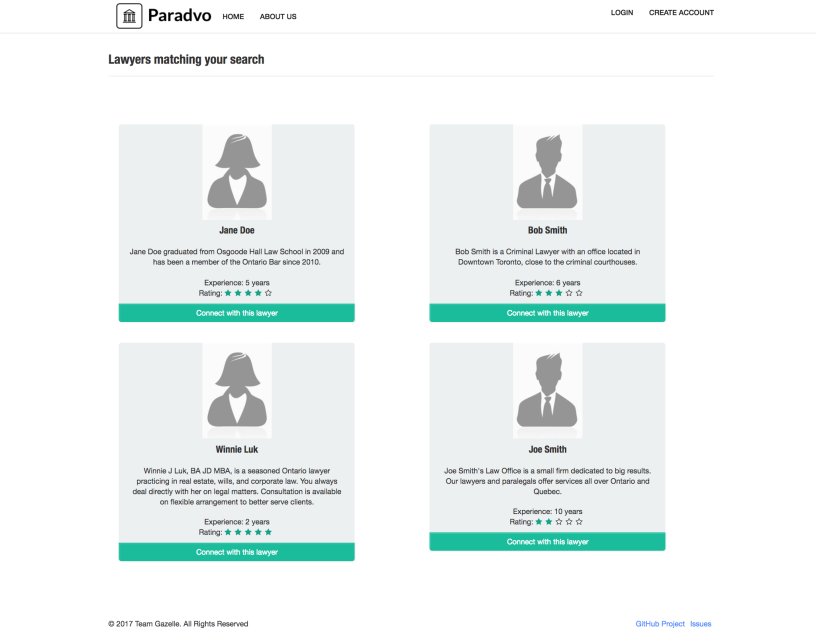 Paradvo HOME ABOUT US LOGIN CREATE ACCOUNT
Lawyers matching your search
Jane Doe
Jane Doe graduated from Osgoode Hall Law School in 2009 and
has been a member of the Ontario Bar since 2010.
Experience: 5 years
Rating: ★ ★ ★ ★ ☆
Connect with this lawyer
Bob Smith
Bob Smith is a Criminal Lawyer with an office located in
Downtown Toronto, close to the criminal courthouses.
Experience: 6 years
Rating: ★ ★ ★ ☆ ☆
Connect with this lawyer
Winnie Luk
Winnie J Luk, BA JD MBA, is a seasoned Ontario lawyer
practicing in real estate, wills, and corporate law. You always
deal directly with her on legal matters. Consultation is available
on flexible arrangement to better serve clients.
Experience: 2 years
Rating: ★ ★ ★ ★ ★
Connect with this lawyer
Joe Smith
Joe Smith's Law Office is a small firm dedicated to big results.
Our lawyers and paralegals offer services all over Ontario and
Quebec.
Experience: 10 years
Rating: ★ ★ ☆ ☆ ☆
Connect with this lawyer
© 2017 Team Gazelle. All Rights Reserved GitHub Project Issues